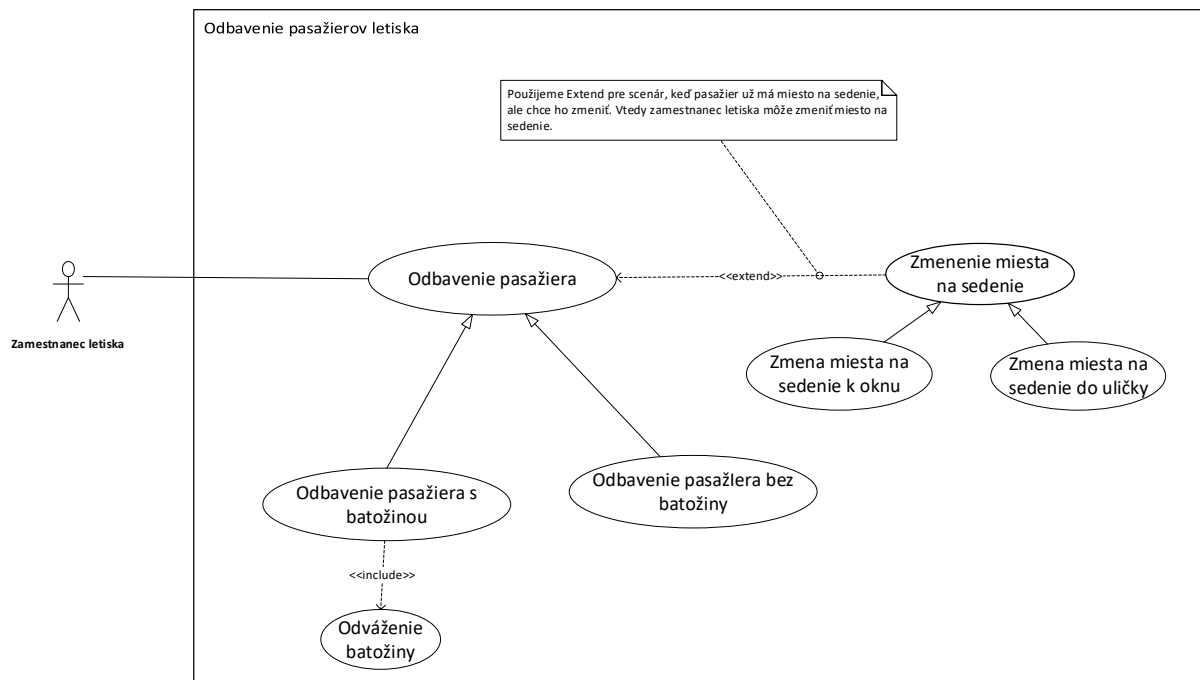 Odbavenie pasažierov letiska
Použijeme Extend pre scenár, keď pasažier už má miesto na sedenie,
ale chce ho zmeniť. Vtedy zamestnanec letiska môže zmeniť miesto na
sedenie.
Zamestnanec letiska
Odbavenie pasažiera
<<extend>>
Zmenenie miesta
na sedenie
Zmena miesta na
sedenie k oknu
Zmena miesta na
sedenie do uličky
Odbavenie pasažiera s
batožinou
Odbavenie pasažIera bez
batožiny
<<include>>
Odváženie
batožiny